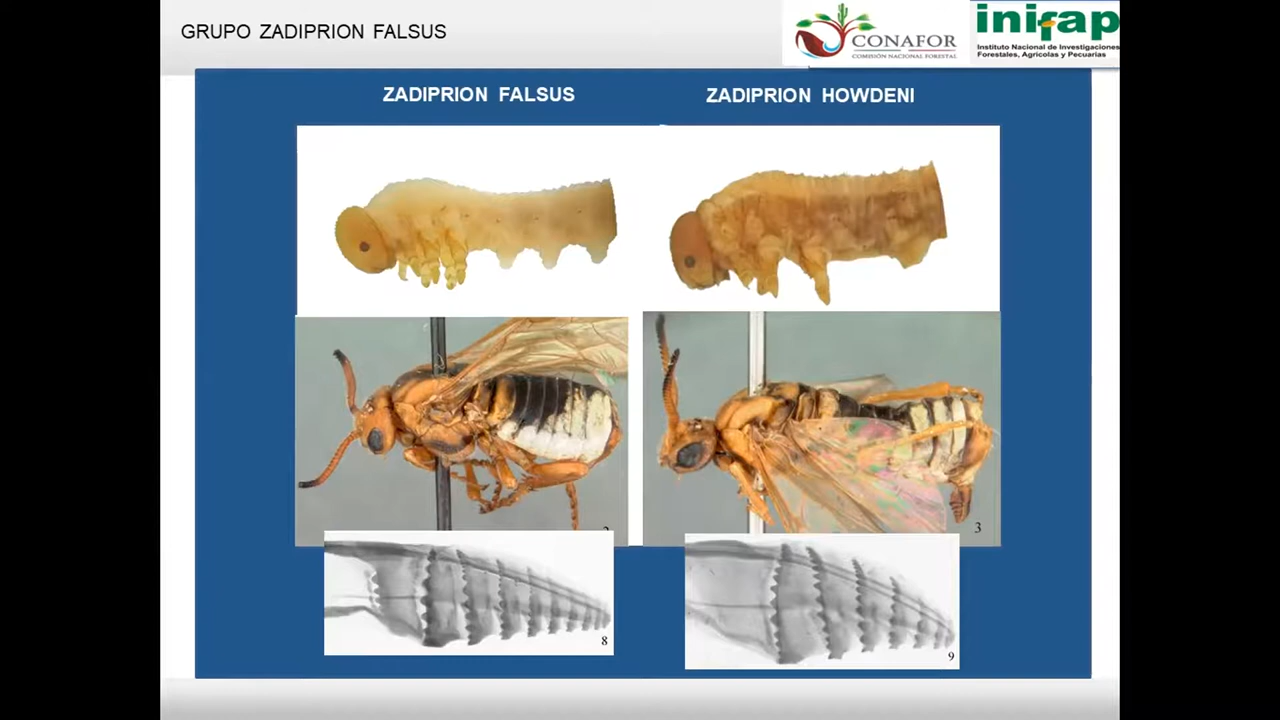 GRUPO ZADIPRION FALSUS
CONAFOR
COMISIÓN NACIONAL FORESTAL
inifap
Instituto Nacional de Investigaciones
Forestales, Agrícolas y Pecuarias
ZADIPRION FALSUS
ZADIPRION HOWDENI
3
8
9